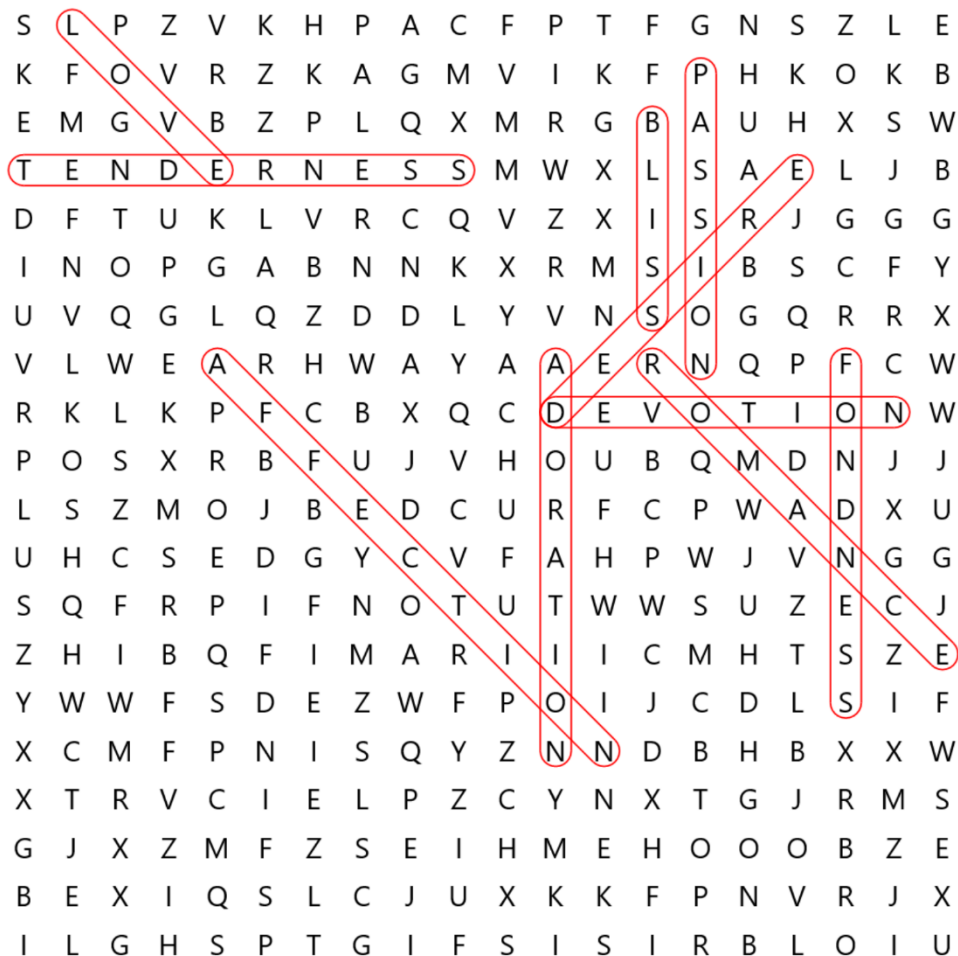 S L P Z V K H P A C F P T F G N S Z L E
K F O V R Z K A G M V I K F P H K O K B
E M G V B Z P L Q X M R G B A U H X S W
T E N D E R N E S S M W X L S A E L J B
D F T U K L V R C Q V Z X I S R J G G G
I N O P G A B N N K X R M S I B S C F Y
U V Q G L Q Z D D L Y V N S O G Q R R X
V L W E A R H W A Y A A E R N Q P F C W
R K L K P F C B X Q C D E V O T I O N W
P O S X R B F U J V H O U B Q M D N J J
L S Z M O J B E D C U R F C P W A D X U
U H C S E D G Y C V F A H P W J V N G G
S Q F R P I F N O T U T W W S U Z E C J
Z H I B Q F I M A R I I I C M H T S Z E
Y W W F S D E Z W F P O I J C D L S I F
X C M F P N I S Q Y Z N N D B H B X X W
X T R V C I E L P Z C Y N X T G J R M S
G J X Z M F Z S E I H M E H O O O B Z E
B E X I Q S L C J U X K K F P N V R J X
I L G H S P T G I F S I S I R B L O I U